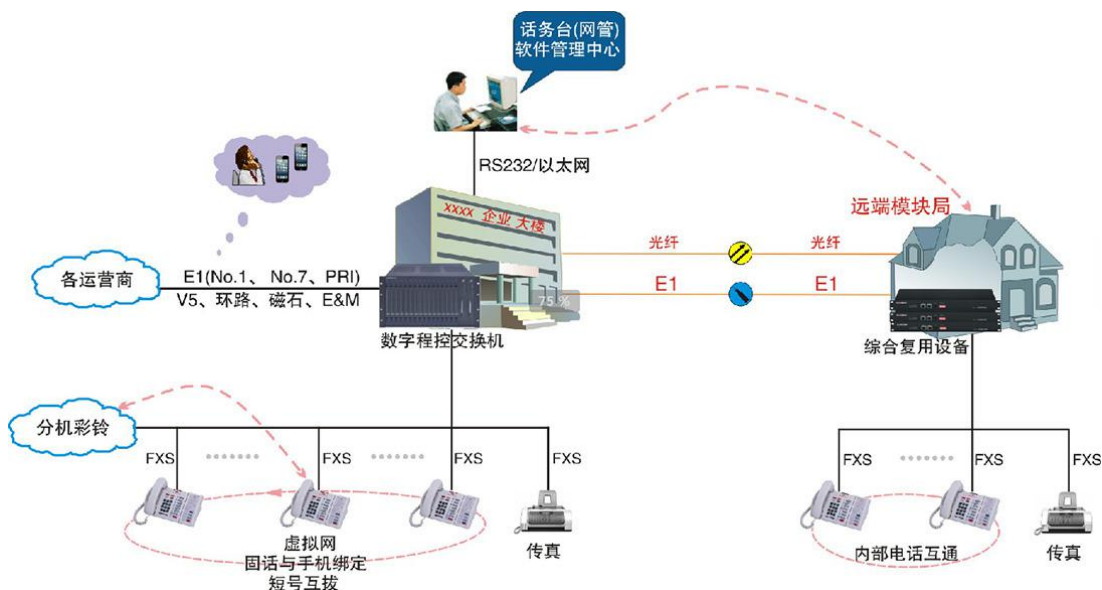 话务台(网管)
软件管理中心
RS232/以太网
xxxx 企业大楼
远端模块局
光纤
光纤
各运营商
E1(No.1、 No.7、PRI)
V5、环路、磁石、E&M
E1
E1
75 %
数字程控交换机
综合复用设备
分机彩铃
FXS
FXS
FXS
FXS
FXS
FXS
FXS
虚拟网
固话与手机绑定
短号互拔
传真
内部电话互通
传真